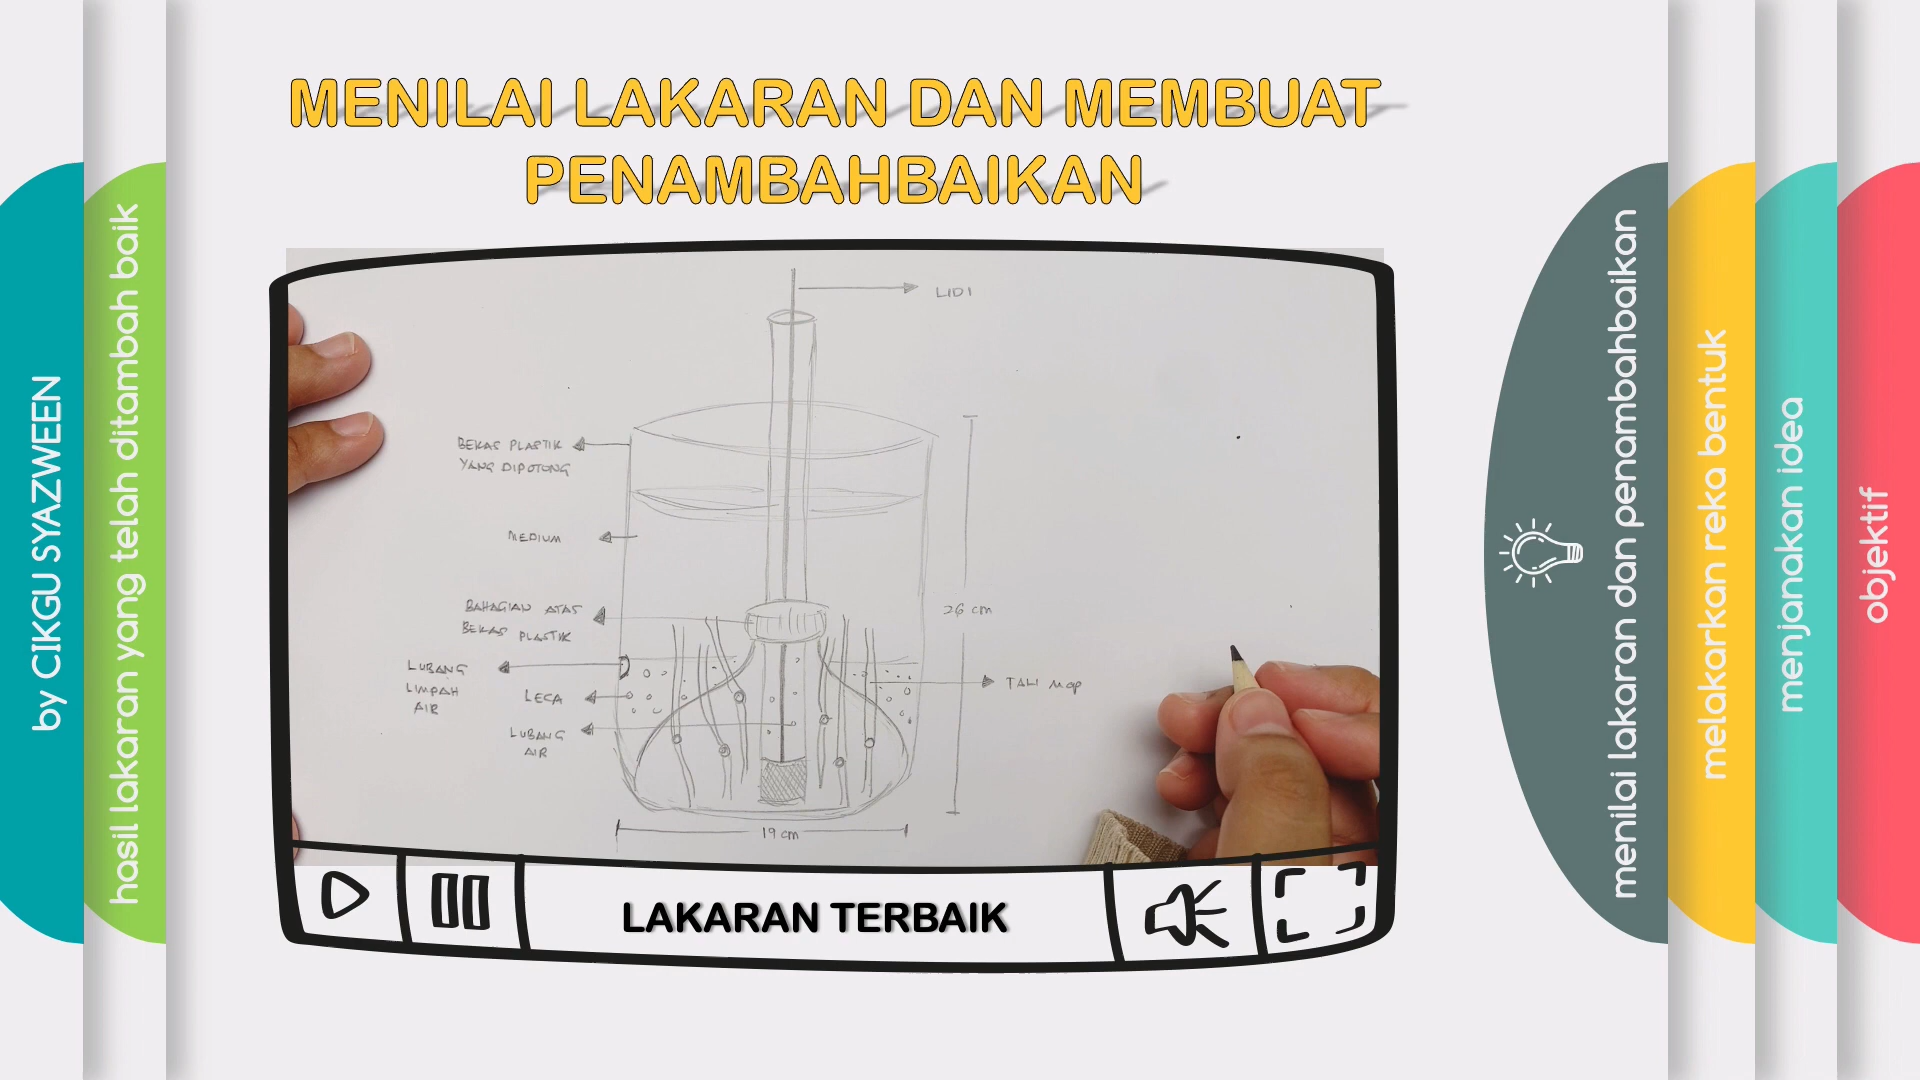 MENILAI LAKARAN DAN MEMBUAT
PENAMBAHBAIKAN
by CIKGU SYAZWEEN
hasil lakaran yang telah ditambah baik
LIDI
BEKAS PLASTIK
YANG DIPOTONG
MEDIUM
BAHAGIAN ATAS
BEKAS PLASTIK
26 cm
LUBANG
LIMPAH
AIR
LECA
TALI MOP
LUBANG
AIR
19 cm
LAKARAN TERBAIK
menilai lakaran dan penambahbaikan
melakarkan reka bentuk
menjanakan idea
objektif